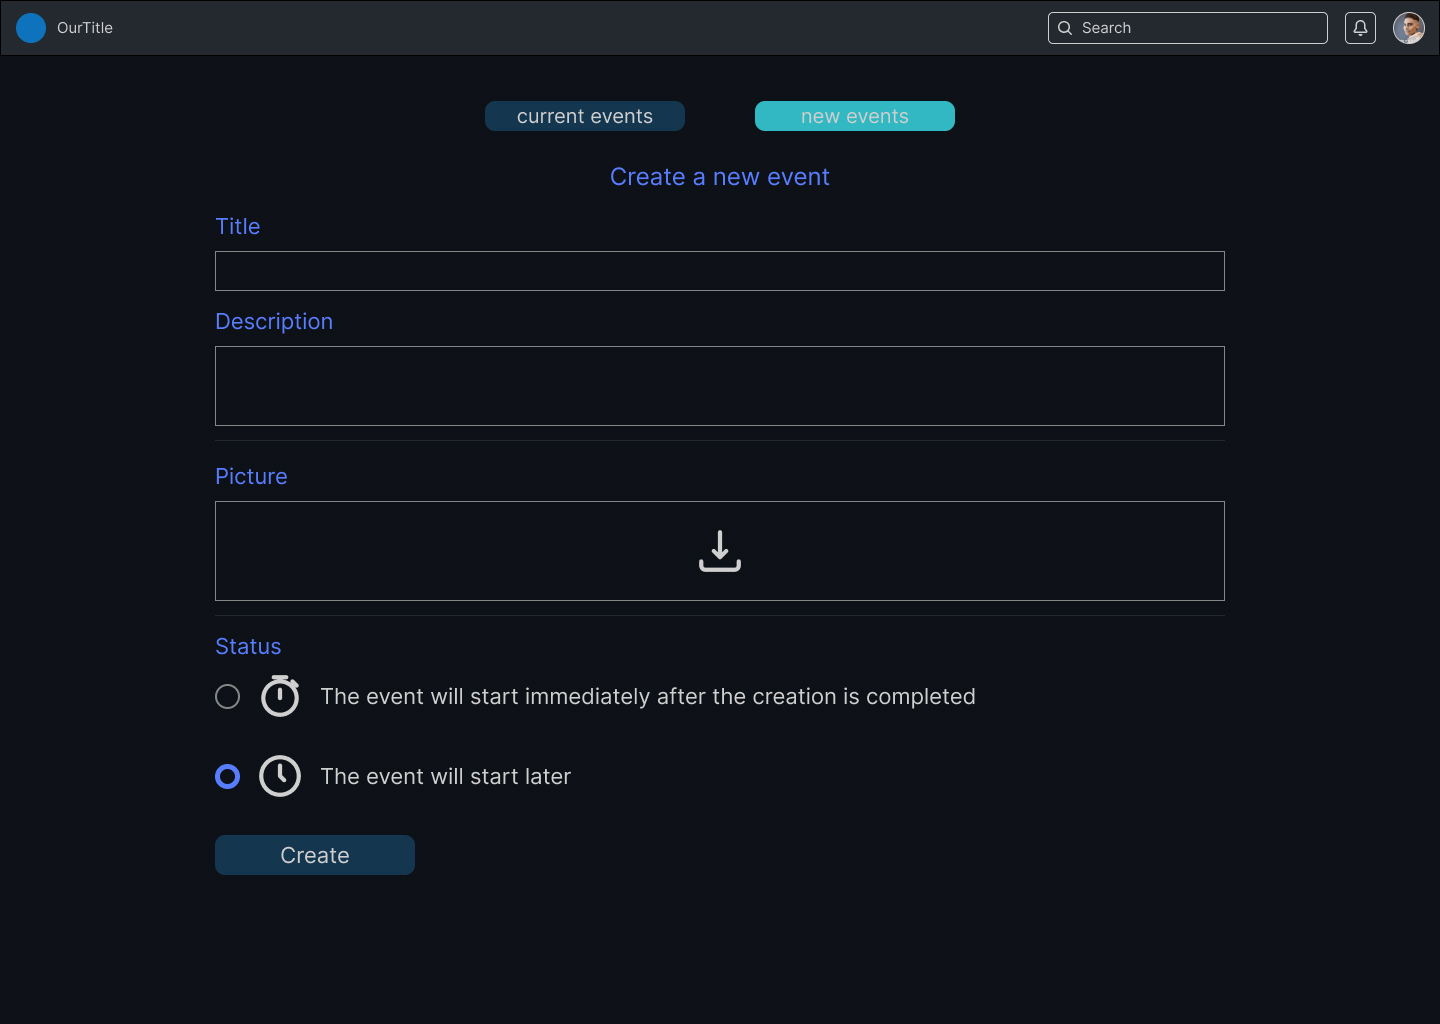 OurTitle
Search
current events
new events
Create a new event
Title
Description
Picture
Status
The event will start immediately after the creation is completed
The event will start later
Create